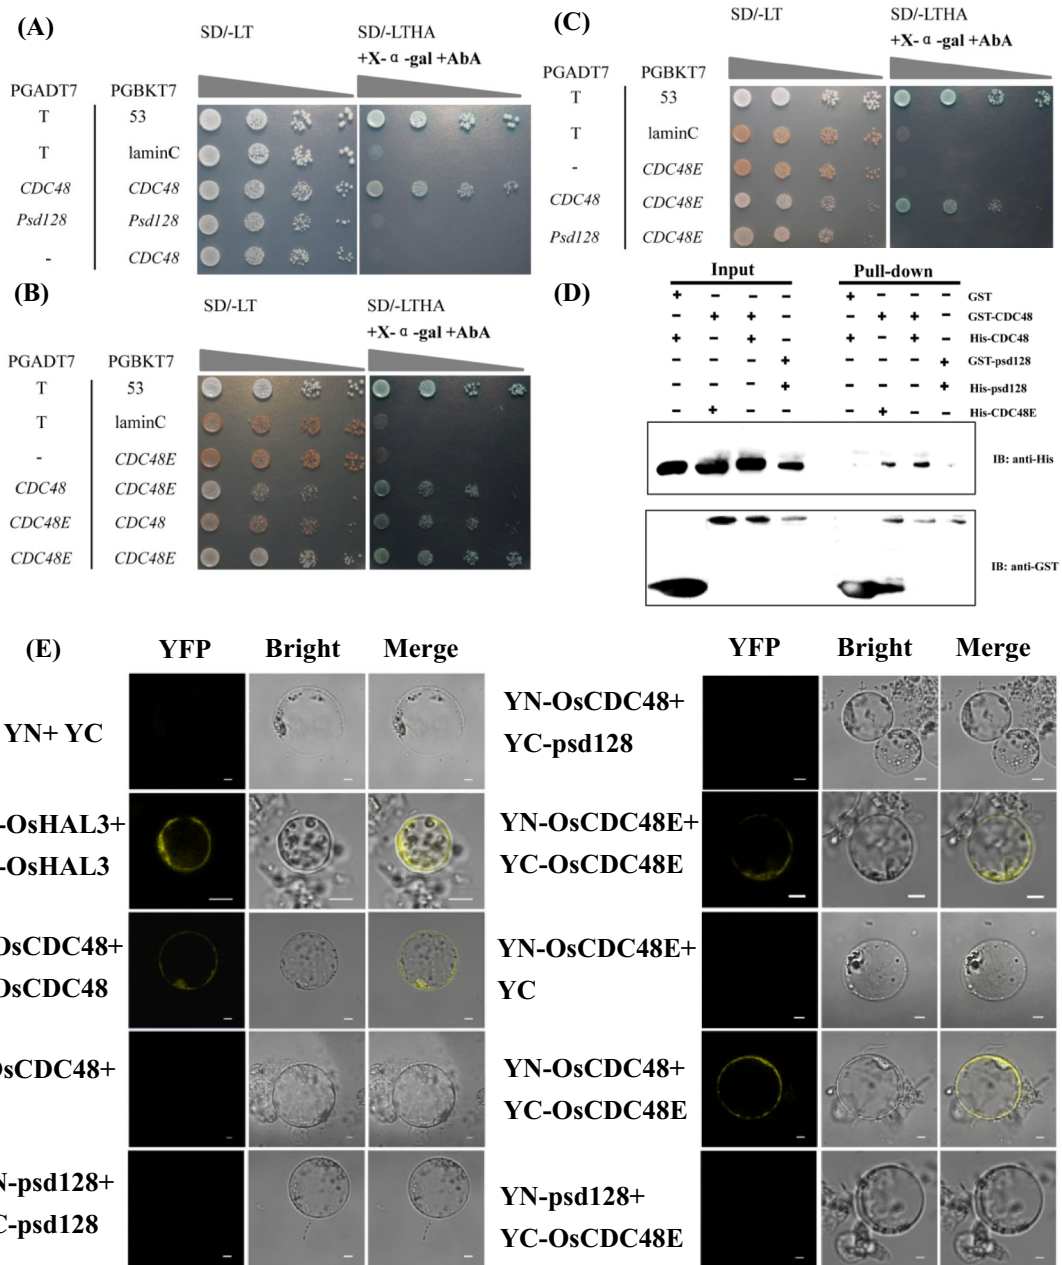 (A)
SD/-LT
SD/-LTHA
+X-α-gal +AbA
PGADT7 PGBKT7
T 53
T laminC
CDC48 CDC48
Psd128 Psd128
- CDC48
(B)
SD/-LT
SD/-LTHA
+X-α-gal +AbA
PGADT7 PGBKT7
T 53
T laminC
- CDC48E
CDC48 CDC48E
CDC48E CDC48
CDC48E CDC48E
(C)
SD/-LT
SD/-LTHA
+X-α-gal +AbA
PGADT7 PGBKT7
T 53
T laminC
- CDC48E
CDC48 CDC48E
Psd128 CDC48E
(D)
Input Pull-down
+ - - - + - - - GST
- + + - - + + - GST-CDC48
+ - + - + - + - His-CDC48
- - - + - - - + GST-psd128
- - - + - - - + His-psd128
- + - - - + - - His-CDC48E
IB: anti-His
IB: anti-GST
(E)
YFP Bright Merge
YN+ YC
-OsHAL3+
-OsHAL3
OsCDC48+
OsCDC48
OsCDC48+
N-psd128+
C-psd128
YFP Bright Merge
YN-OsCDC48+
YC-psd128
YN-OsCDC48E+
YC-OsCDC48E
YN-OsCDC48E+
YC
YN-OsCDC48+
YC-OsCDC48E
YN-psd128+
YC-OsCDC48E